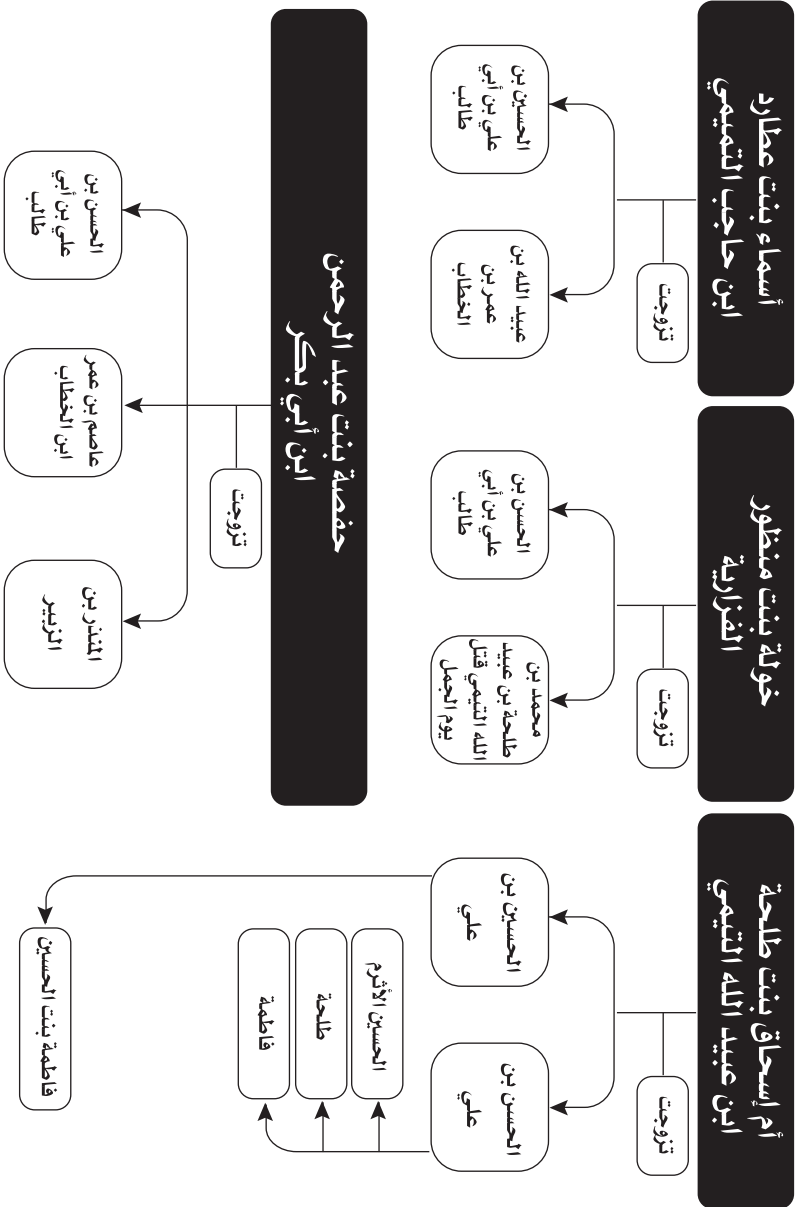 أسماء بنت عطارد
ابن حاجب التميمي
تزوجت
الحسين بن
علي بن أبي
طالب
عبيد الله بن
عمر بن
الخطاب
خولة بنت منظور
الفزارية
تزوجت
الحسن بن
علي بن أبي
طالب
محمد بن
طلحة بن عبيد
الله التيمي قتل
يوم الجمل
أم إسحاق بنت طلحة
ابن عبيد الله التيمي
تزوجت
الحسين بن
علي
الحسن بن
علي
الحسين الأثرم
طلحة
فاطمة
فاطمة بنت الحسين
حفصة بنت عبد الرحمن
ابن أبي بكر
تزوجت
الحسن بن
علي بن أبي
طالب
عاصم بن عمر
ابن الخطاب
المنذر بن
الزبير